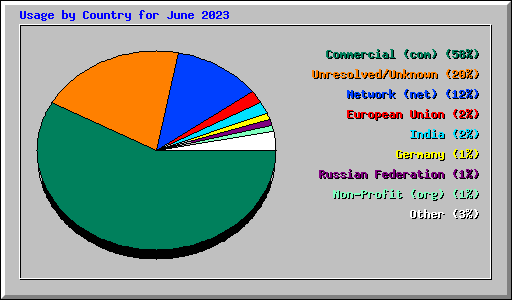 Usage by Country for June 2023
Commercial (com) (58%)
Unresolved/Unknown (20%)
Network (net) (12%)
European Union (2%)
India (2%)
Germany (1%)
Russian Federation (1%)
Non-Profit (org) (1%)
Other (3%)